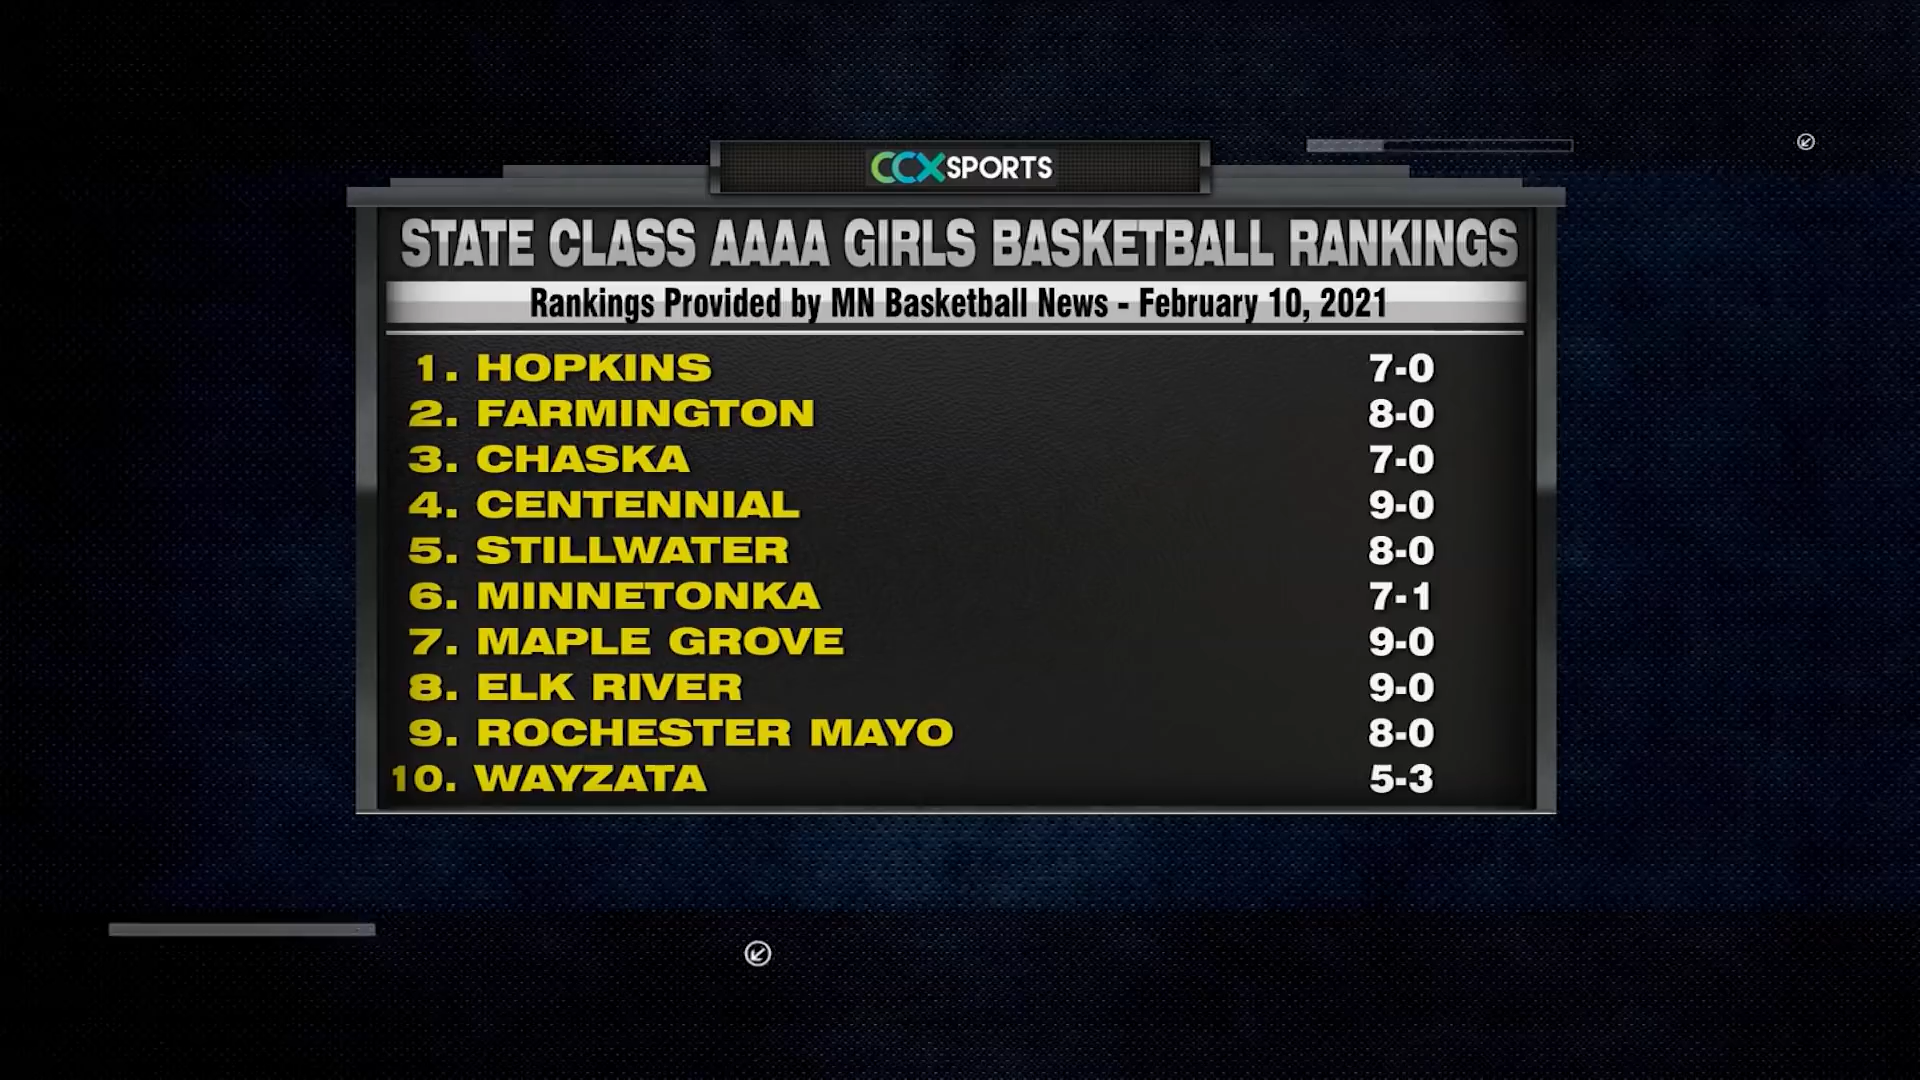 CCXSPORTS
STATE CLASS AAAA GIRLS BASKETBALL RANKINGS
Rankings Provided by MN Basketball News - February 10, 2021
1. HOPKINS 7-0
2. FARMINGTON 8-0
3. CHASKA 7-0
4. CENTENNIAL 9-0
5. STILLWATER 8-0
6. MINNETONKA 7-1
7. MAPLE GROVE 9-0
8. ELK RIVER 9-0
9. ROCHESTER MAYO 8-0
10. WAYZATA 5-3